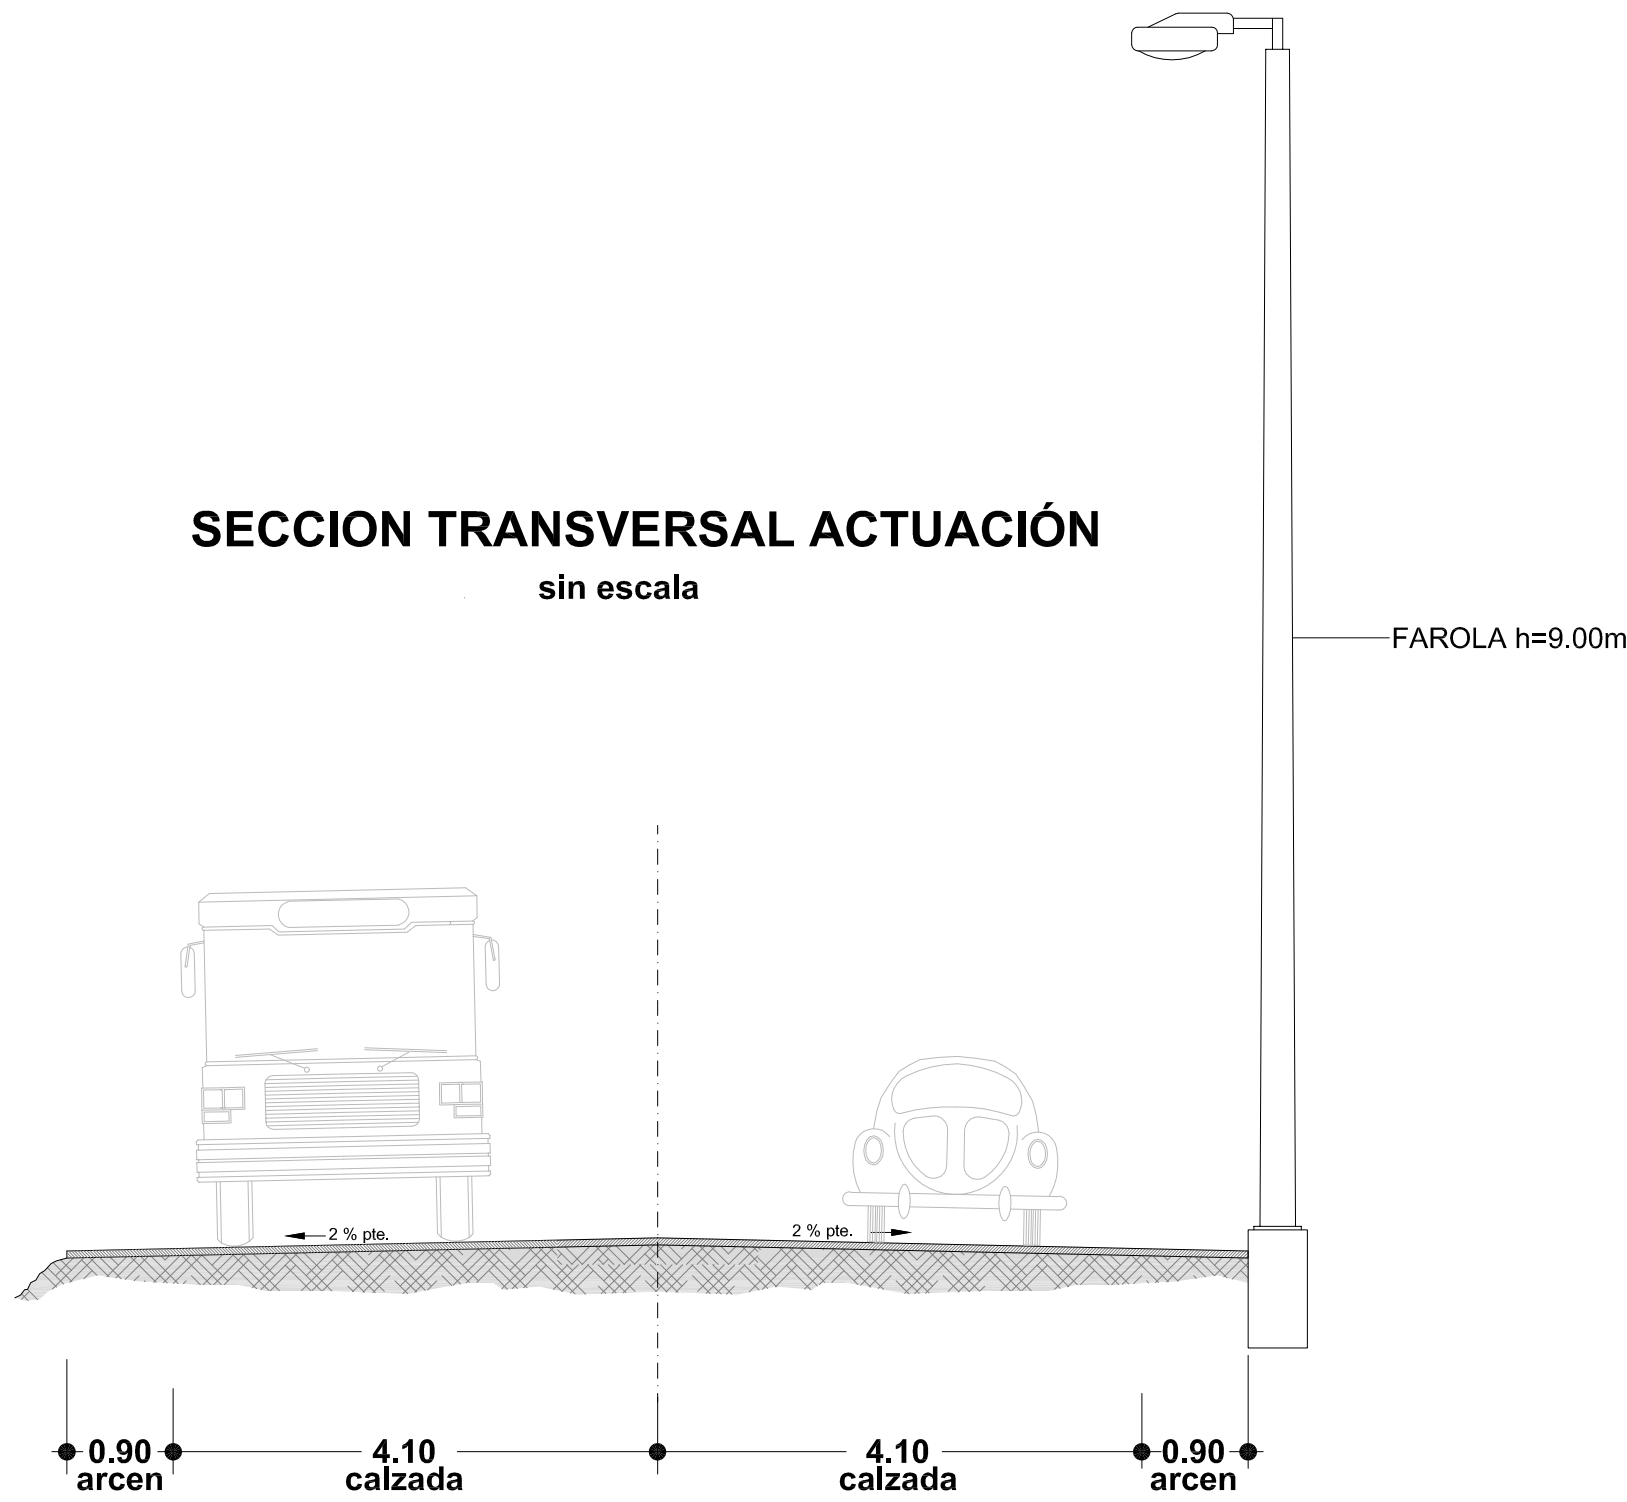 SECCION TRANSVERSAL ACTUACIÓN
sin escala
FAROLA h=9.00m
2 % pte.
2 % pte.
0.90
arcen
4.10
calzada
4.10
calzada
0.90
arcen